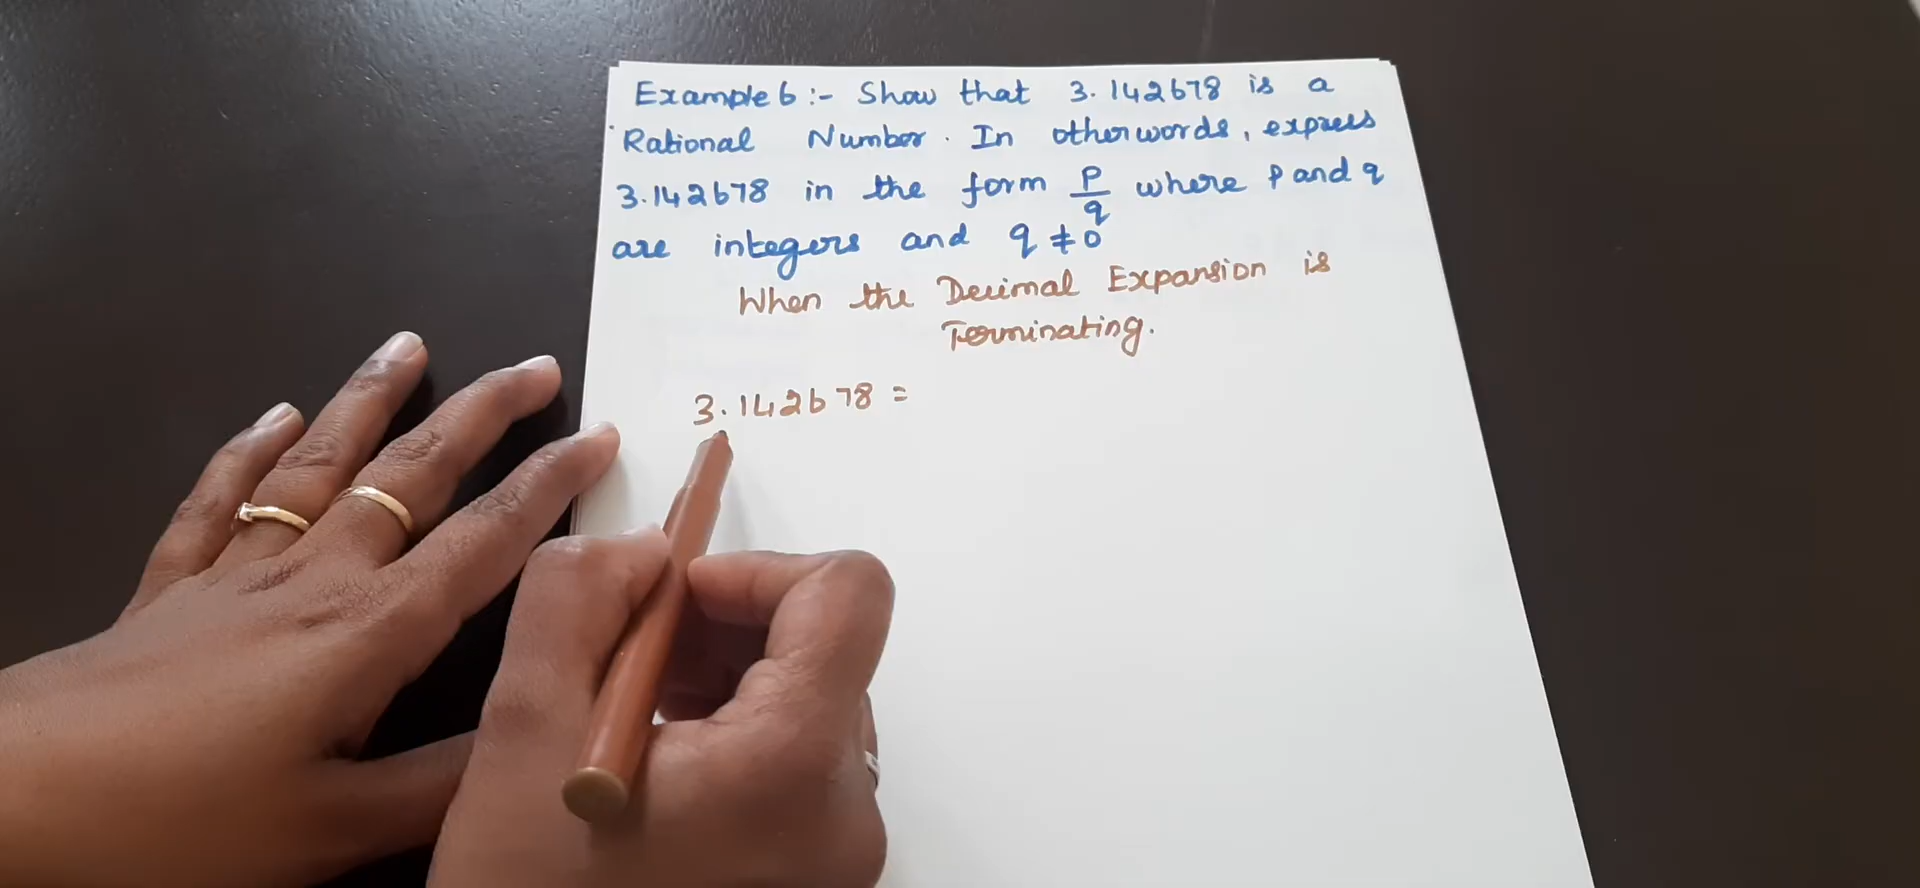 Example 6 :- Show that 3.142678 is a
Rational Number. In otherwords, express
3.142678 in the form p/q where p and q
are integers and q ≠ 0
When the Decimal Expansion is
Terminating.
3.142678 =